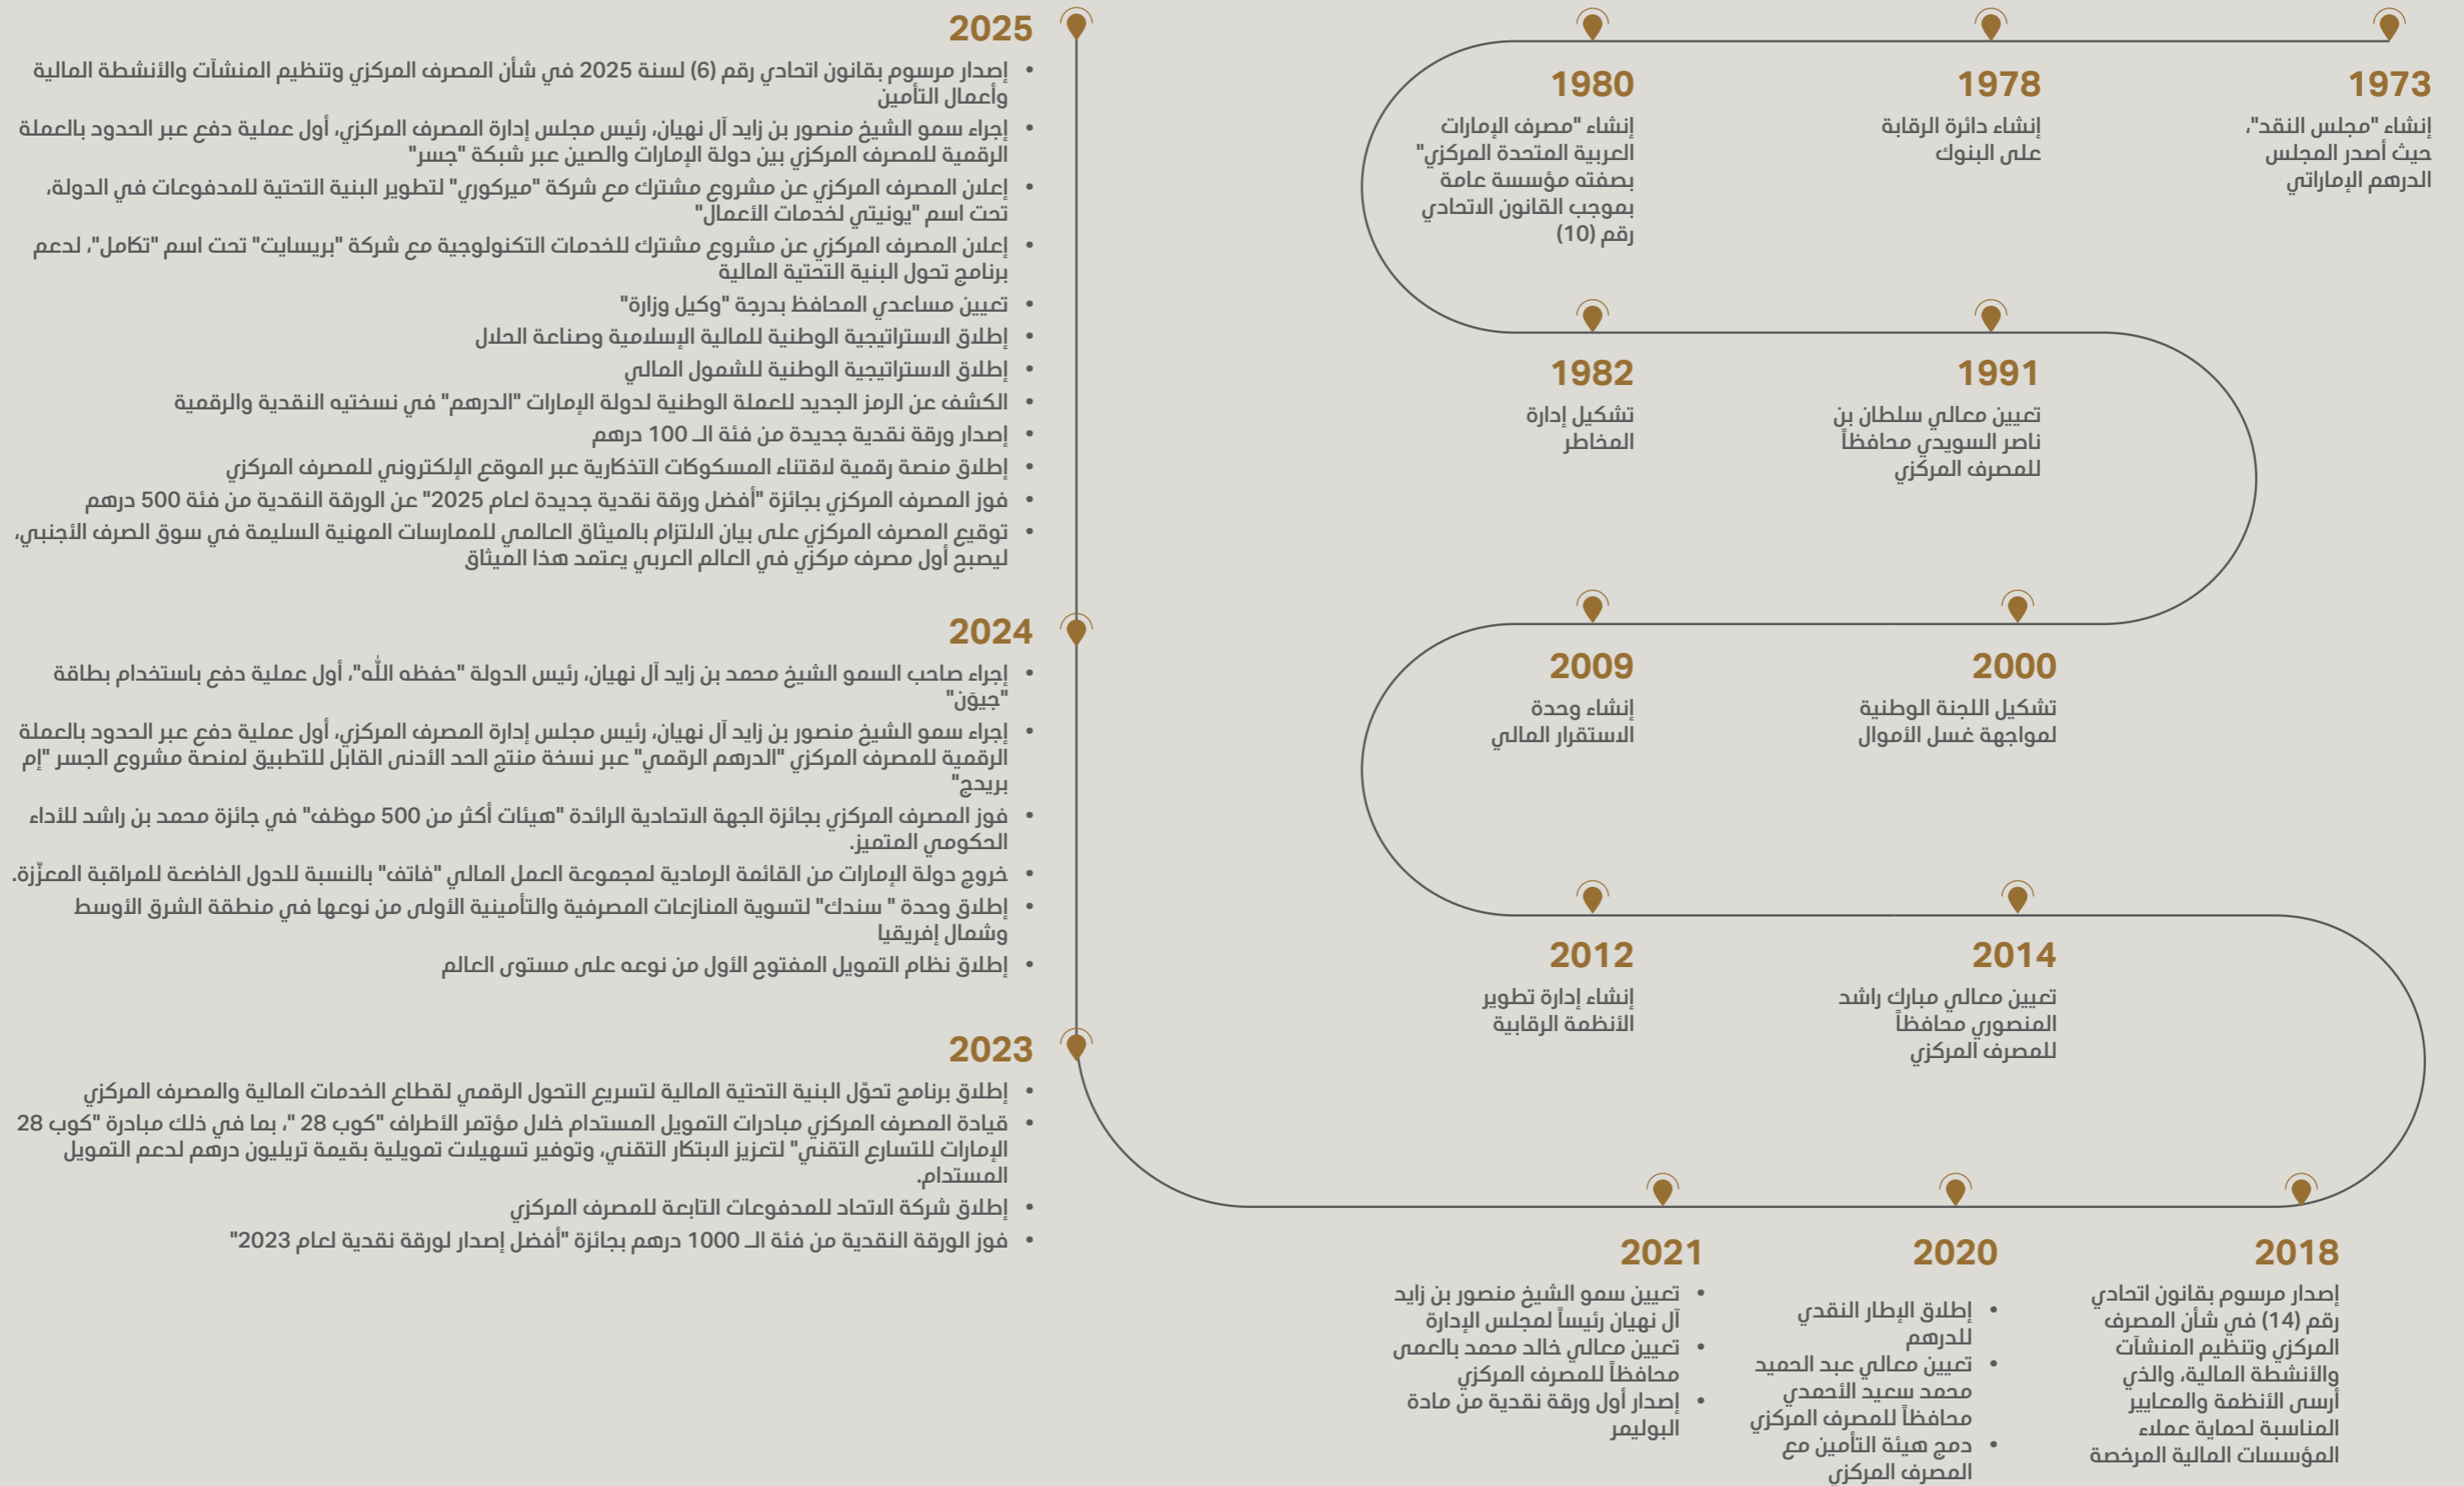 1973
إنشاء "مجلس النقد"،
حيث أصدر المجلس
الدرهم الإماراتي
1978
إنشاء دائرة الرقابة
على البنوك
1980
إنشاء "مصرف الإمارات
العربية المتحدة المركزي"
بصفته مؤسسة عامة
بموجب القانون الاتحادي
رقم (10)
1982
تشكيل إدارة
المخاطر
1991
تعيين معالي سلطان بن
ناصر السويدي محافظاً
للمصرف المركزي
2000
تشكيل اللجنة الوطنية
لمواجهة غسل الأموال
2009
إنشاء وحدة
الاستقرار المالي
2012
إنشاء إدارة تطوير
الأنظمة الرقابية
2014
تعيين معالي مبارك راشد
المنصوري محافظاً
للمصرف المركزي
2018
إصدار مرسوم بقانون اتحادي
رقم (14) في شأن المصرف
المركزي وتنظيم المنشآت
والأنشطة المالية، والذي
أرسى الأنظمة والمعايير
المناسبة لحماية عملاء
المؤسسات المالية المرخصة
2020
• إطلاق الإطار النقدي
للدرهم
• تعيين معالي عبد الحميد
محمد سعيد الأحمدي
محافظاً للمصرف المركزي
• دمج هيئة التأمين مع
المصرف المركزي
2021
• تعيين سمو الشيخ منصور بن زايد
آل نهيان رئيساً لمجلس الإدارة
• تعيين معالي خالد محمد بالعمى
محافظاً للمصرف المركزي
• إصدار أول ورقة نقدية من مادة
البوليمر
2023
• إطلاق برنامج تحوّل البنية التحتية المالية لتسريع التحول الرقمي لقطاع الخدمات المالية والمصرف المركزي
• قيادة المصرف المركزي مبادرات التمويل المستدام خلال مؤتمر الأطراف "كوب 28 "، بما في ذلك مبادرة "كوب 28
الإمارات للتسارع التقني" لتعزيز الابتكار التقني، وتوفير تسهيلات تمويلية بقيمة تريليون درهم لدعم التمويل
المستدام.
• إطلاق شركة الاتحاد للمدفوعات التابعة للمصرف المركزي
• فوز الورقة النقدية من فئة الـ 1000 درهم بجائزة "أفضل إصدار لورقة نقدية لعام 2023"
2024
• إجراء صاحب السمو الشيخ محمد بن زايد آل نهيان، رئيس الدولة "حفظه اللّه"، أول عملية دفع باستخدام بطاقة
"جيوَن"
• إجراء سمو الشيخ منصور بن زايد آل نهيان، رئيس مجلس إدارة المصرف المركزي، أول عملية دفع عبر الحدود بالعملة
الرقمية للمصرف المركزي "الدرهم الرقمي" عبر نسخة منتج الحد الأدنى القابل للتطبيق لمنصة مشروع الجسر "إم
بريدج"
• فوز المصرف المركزي بجائزة الجهة الاتحادية الرائدة "هيئات أكثر من 500 موظف" في جائزة محمد بن راشد للأداء
الحكومي المتميز.
• خروج دولة الإمارات من القائمة الرمادية لمجموعة العمل المالي "فاتف" بالنسبة للدول الخاضعة للمراقبة المعزّزة.
• إطلاق وحدة " سندك" لتسوية المنازعات المصرفية والتأمينية الأولى من نوعها في منطقة الشرق الأوسط
وشمال إفريقيا
• إطلاق نظام التمويل المفتوح الأول من نوعه على مستوى العالم
2025
• إصدار مرسوم بقانون اتحادي رقم (6) لسنة 2025 في شأن المصرف المركزي وتنظيم المنشآت والأنشطة المالية
وأعمال التأمين
• إجراء سمو الشيخ منصور بن زايد آل نهيان، رئيس مجلس إدارة المصرف المركزي، أول عملية دفع عبر الحدود بالعملة
الرقمية للمصرف المركزي بين دولة الإمارات والصين عبر شبكة "جسر"
• إعلان المصرف المركزي عن مشروع مشترك مع شركة "ميركوري" لتطوير البنية التحتية للمدفوعات في الدولة،
تحت اسم "يونيتي لخدمات الأعمال"
• إعلان المصرف المركزي عن مشروع مشترك للخدمات التكنولوجية مع شركة "بريسايت" تحت اسم "تكامل"، لدعم
برنامج تحول البنية التحتية المالية
• تعيين مساعدي المحافظ بدرجة "وكيل وزارة"
• إطلاق الاستراتيجية الوطنية للمالية الإسلامية وصناعة الحلال
• إطلاق الاستراتيجية الوطنية للشمول المالي
• الكشف عن الرمز الجديد للعملة الوطنية لدولة الإمارات "الدرهم" في نسختيه النقدية والرقمية
• إصدار ورقة نقدية جديدة من فئة الـ 100 درهم
• إطلاق منصة رقمية لاقتناء المسكوكات التذكارية عبر الموقع الإلكتروني للمصرف المركزي
• فوز المصرف المركزي بجائزة "أفضل ورقة نقدية جديدة لعام 2025" عن الورقة النقدية من فئة 500 درهم
• توقيع المصرف المركزي على بيان الالتزام بالميثاق العالمي للممارسات المهنية السليمة في سوق الصرف الأجنبي،
ليصبح أول مصرف مركزي في العالم العربي يعتمد هذا الميثاق